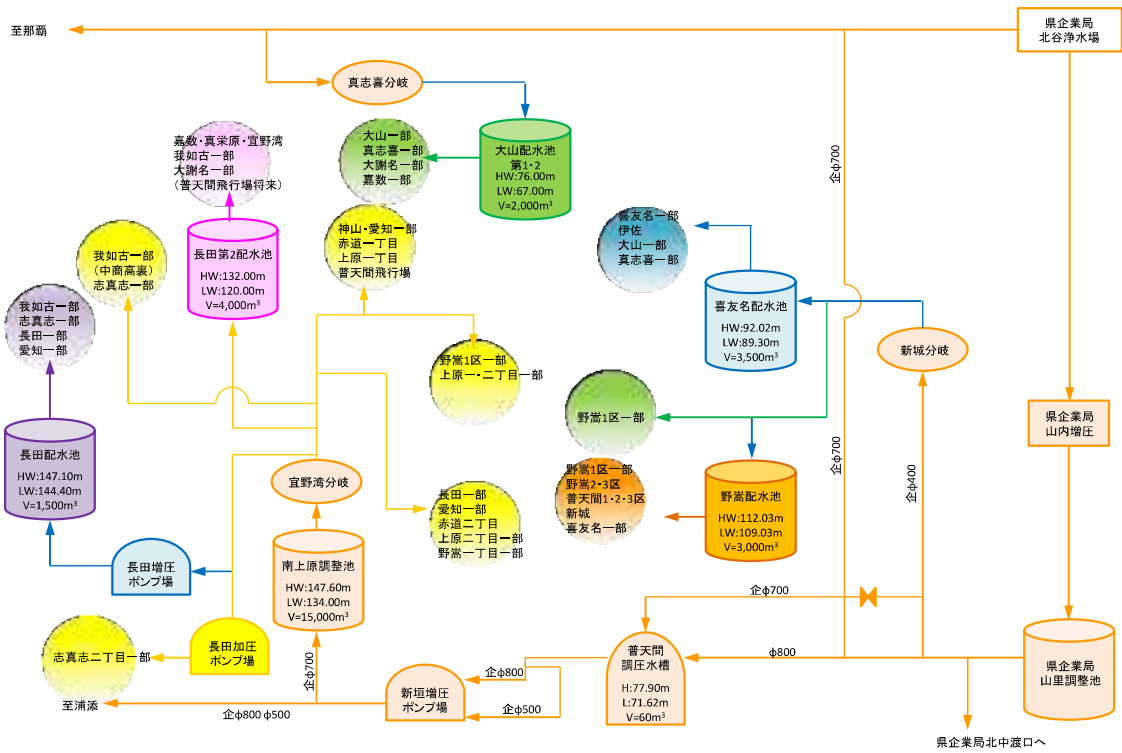 県企業局
北谷浄水場
至那覇
真志喜分岐
企φ700
嘉数・真栄原・宜野湾
我如古一部
大謝名一部
（普天間飛行場将来）
大山一部
真志喜一部
大謝名一部
嘉数一部
大山配水池
第1・2
HW:76.00m
LW:67.00m
V=2,000m³
我如古一部
（中商高裏）
志真志一部
長田第2配水池
HW:132.00m
LW:120.00m
V=4,000m³
神山・愛知一部
赤道一丁目
上原一丁目
普天間飛行場
喜友名一部
伊佐
大山一部
真志喜一部
我如古一部
志真志一部
長田一部
愛知一部
喜友名配水池
HW:92.02m
LW:89.30m
V=3,500m³
新城分岐
野嵩1区一部
上原一・二丁目一部
野嵩1区一部
県企業局
山内増圧
長田配水池
HW:147.10m
LW:144.40m
V=1,500m³
宜野湾分岐
長田一部
愛知一部
赤道二丁目
上原二丁目一部
野嵩一丁目一部
野嵩1区一部
野嵩2・3区
普天間1・2・3区
新城
喜友名一部
野嵩配水池
HW:112.03m
LW:109.03m
V=3,000m³
企φ700
企φ400
長田増圧
ポンプ場
南上原調整池
HW:147.60m
LW:134.00m
V=15,000m³
企φ700
志真志二丁目一部
長田加圧
ポンプ場
企φ700
新垣増圧
ポンプ場
企φ800
企φ500
普天間
調圧水槽
H:77.90m
L:71.62m
V=60m³
φ800
県企業局
山里調整池
至浦添
企φ800 φ500
県企業局北中渡口へ